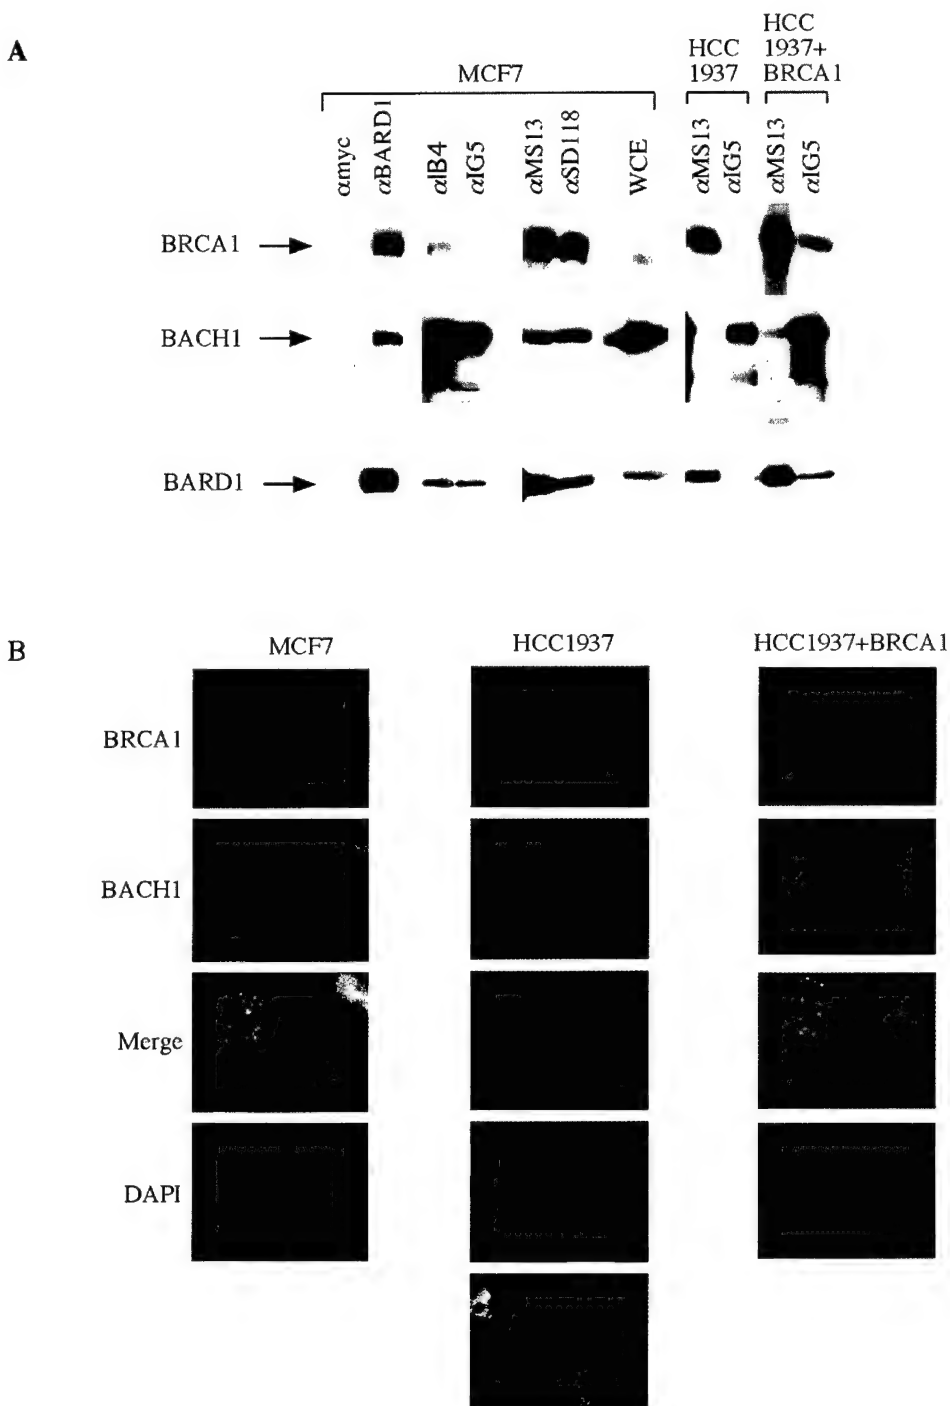 A
MCF7
HCC
1937
HCC
1937+
BRCA1
αmyc
αBARD1
αIB4
αIG5
αMS13
αSD118
WCE
αMS13
αIG5
αMS13
αIG5
BRCA1
BACH1
BARD1
B
MCF7
HCC1937
HCC1937+BRCA1
BRCA1
BACH1
Merge
DAPI